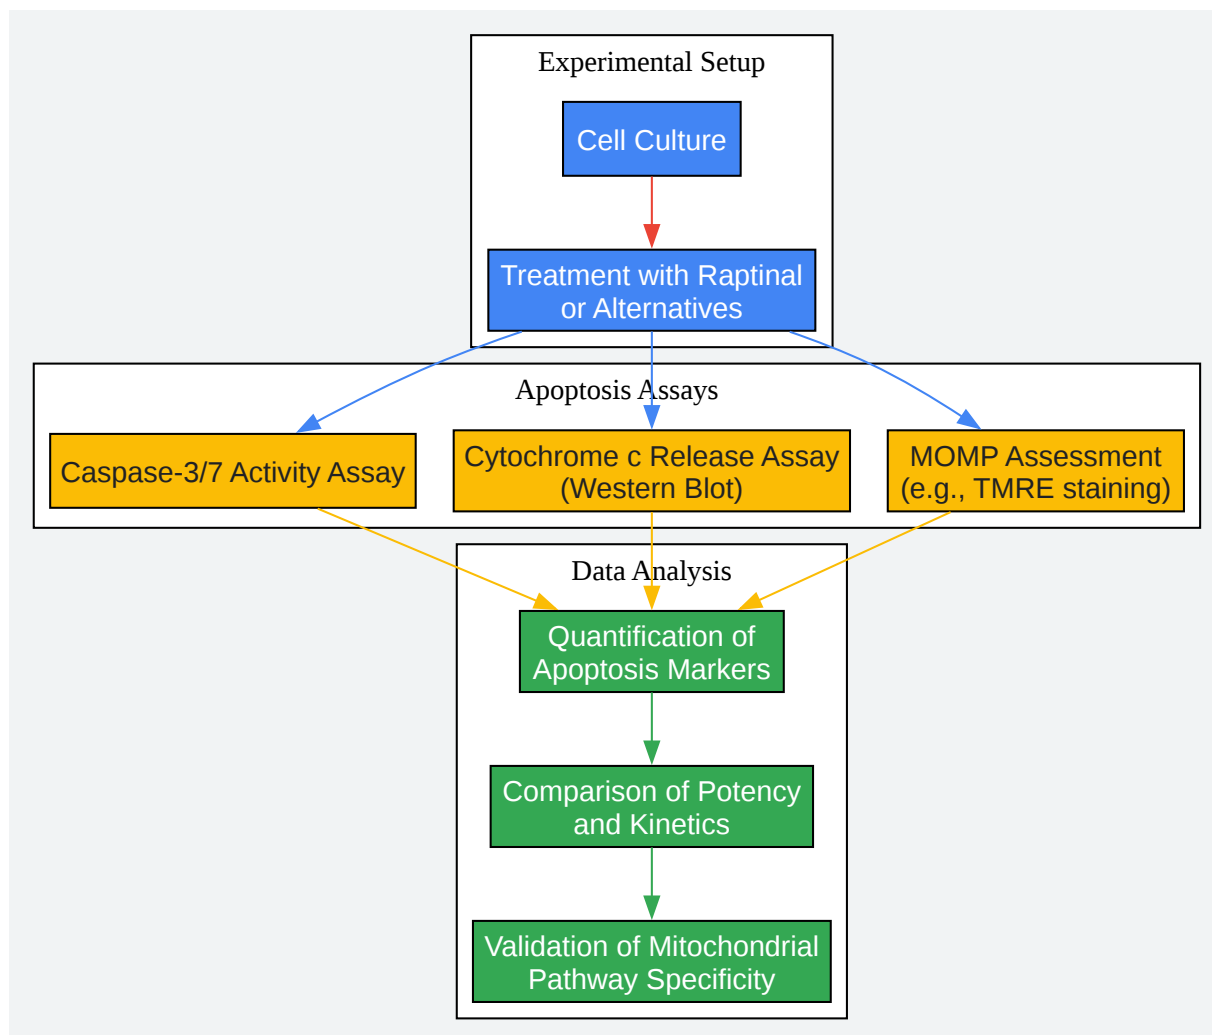 Experimental Setup
Cell Culture
Treatment with Raptinal
or Alternatives
Apoptosis Assays
Caspase-3/7 Activity Assay
Cytochrome c Release Assay
(Western Blot)
MOMP Assessment
(e.g., TMRE staining)
Data Analysis
Quantification of
Apoptosis Markers
Comparison of Potency
and Kinetics
Validation of Mitochondrial
Pathway Specificity